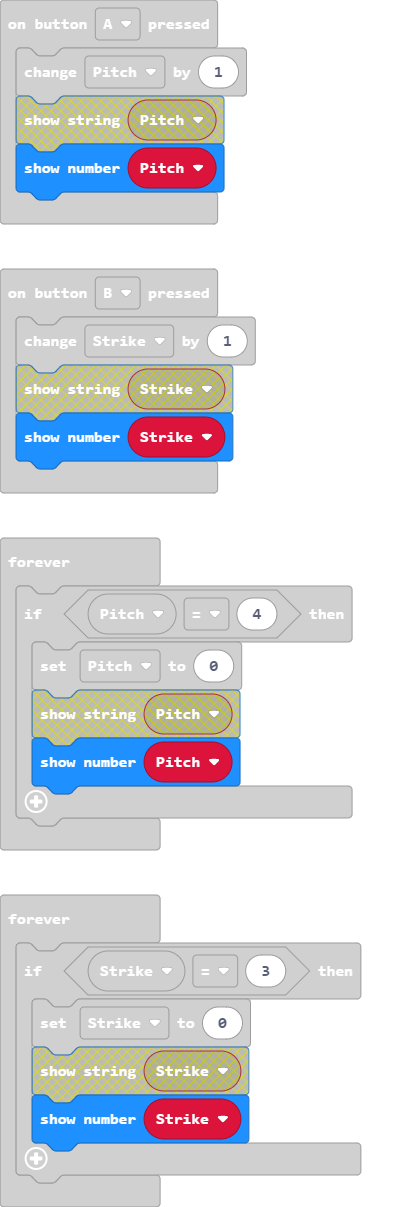 on button A pressed
change Pitch by 1
show string Pitch
show number Pitch
on button B pressed
change Strike by 1
show string Strike
show number Strike
forever
if Pitch = 4 then
set Pitch to 0
show string Pitch
show number Pitch
forever
if Strike = 3 then
set Strike to 0
show string Strike
show number Strike